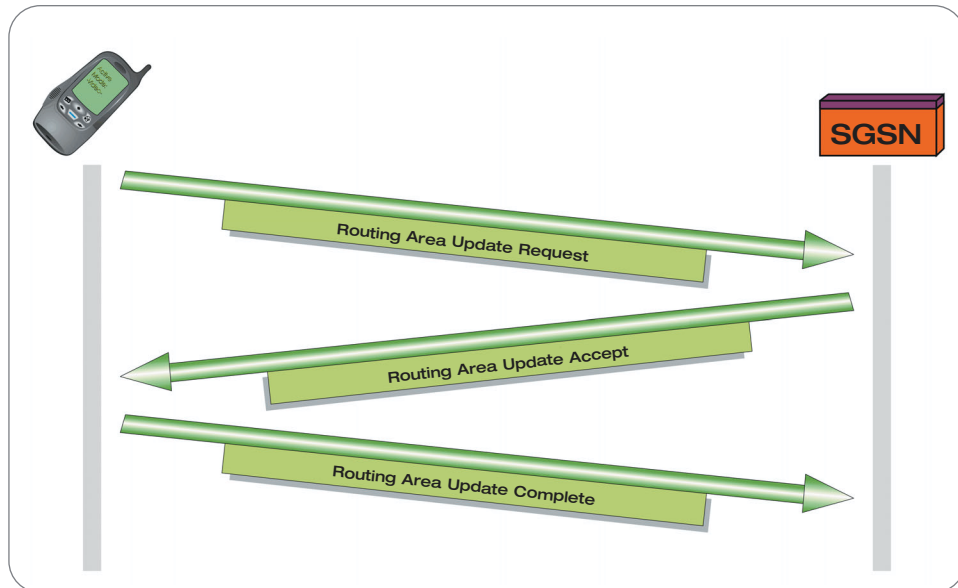 SGSN
Routing Area Update Request
Routing Area Update Accept
Routing Area Update Complete